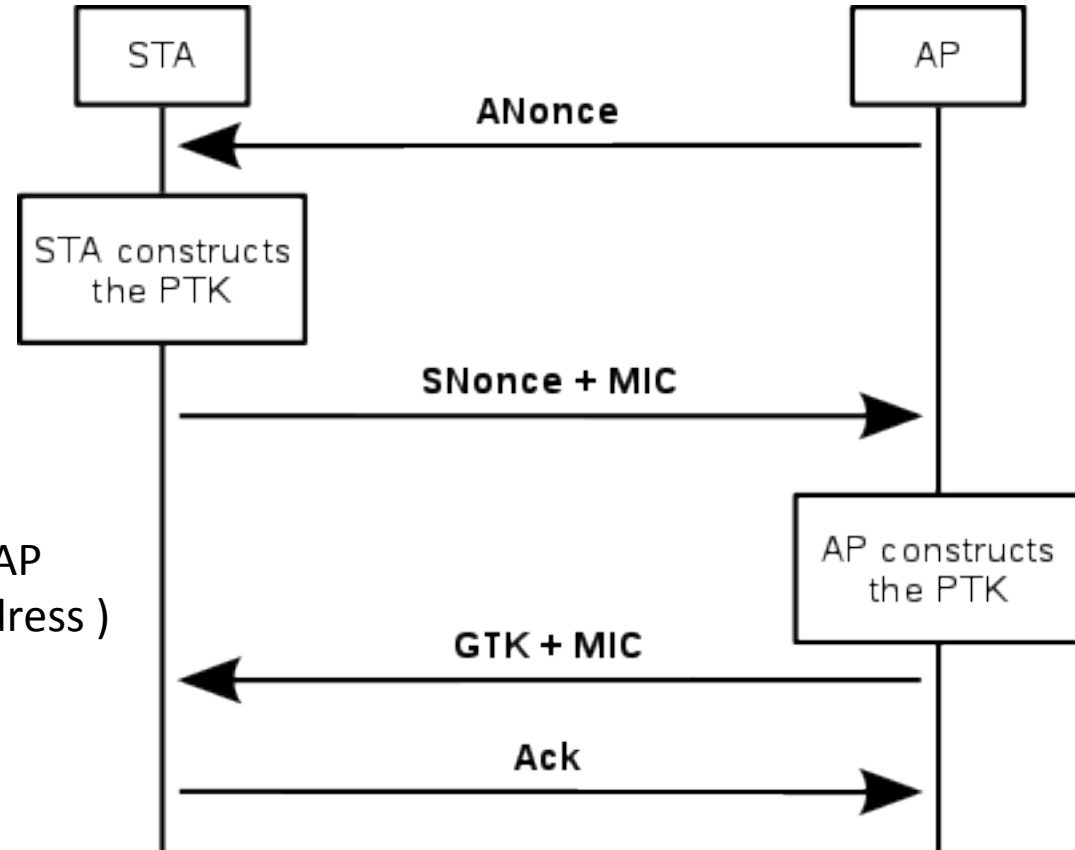 STA
AP
ANonce
STA constructs
the PTK
SNonce + MIC
AP constructs
the PTK
AP
dress )
GTK + MIC
Ack